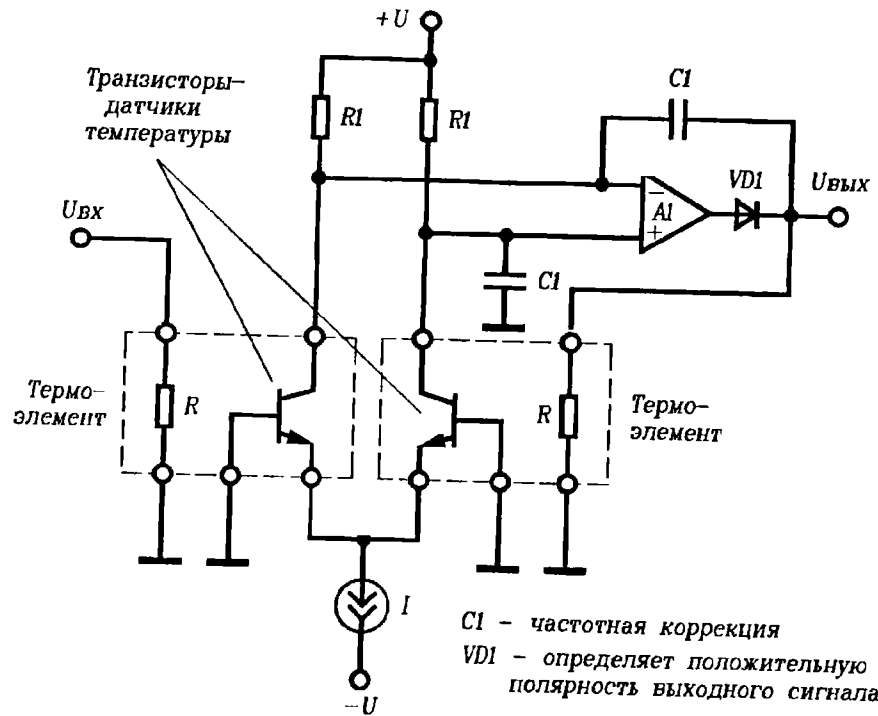 +U
Транзисторы-
датчики
температуры
R1
R1
C1
Uвх
A1
−
+
VD1
Uвых
C1
Термо-
элемент
R
R
Термо-
элемент
I
−U
C1 – частотная коррекция
VD1 – определяет положительную
полярность выходного сигнала